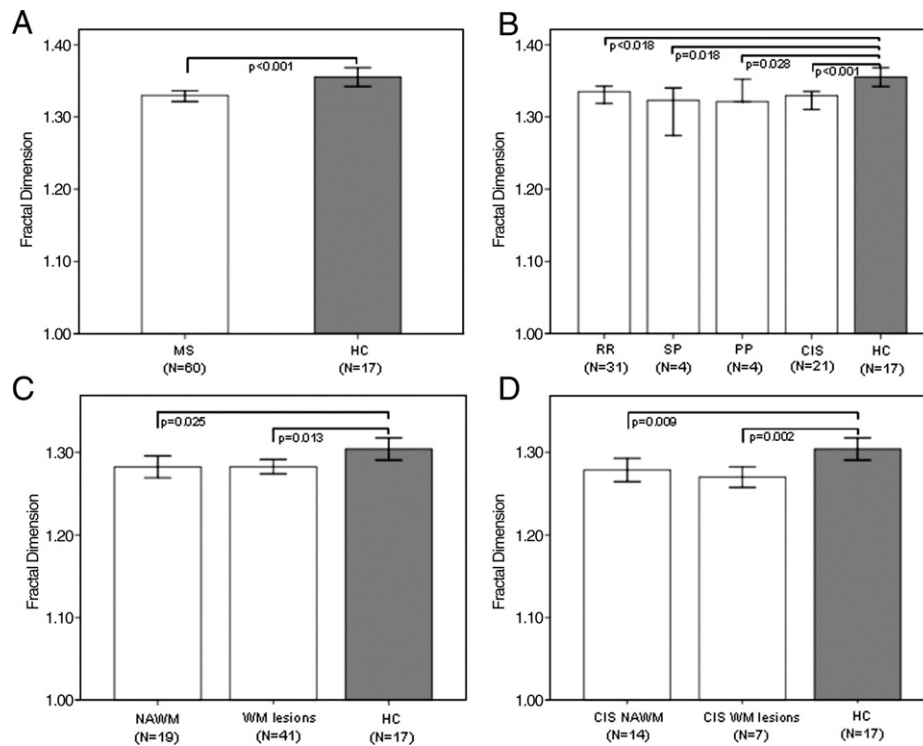 A
Fractal Dimension
1.40
1.30
1.20
1.10
1.00
p<0.001
MS
(N=60)
HC
(N=17)
B
Fractal Dimension
1.40
1.30
1.20
1.10
1.00
p<0.018
p=0.018
p=0.028
p<0.001
RR
(N=31)
SP
(N=4)
PP
(N=4)
CIS
(N=21)
HC
(N=17)
C
Fractal Dimension
1.30
1.20
1.10
1.00
p=0.025
p=0.013
NAWM
(N=19)
WM lesions
(N=41)
HC
(N=17)
D
Fractal Dimension
1.30
1.20
1.10
1.00
p=0.009
p=0.002
CIS NAWM
(N=14)
CIS WM lesions
(N=7)
HC
(N=17)